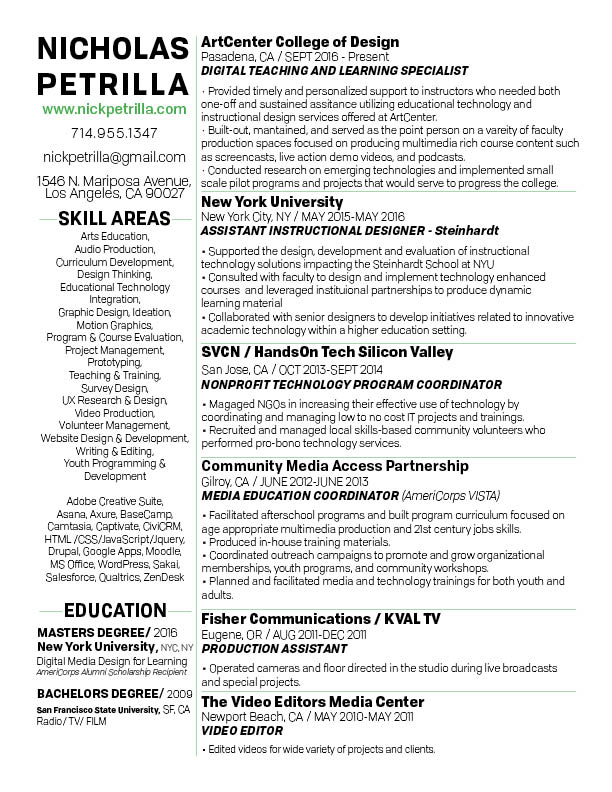 NICHOLAS
PETRILLA
www.nickpetrilla.com
714.955.1347
nickpetrilla@gmail.com
1546 N. Mariposa Avenue,
Los Angeles, CA 90027
SKILL AREAS
Arts Education,
Audio Production,
Curriculum Development,
Design Thinking,
Educational Technology
Integration,
Graphic Design, Ideation,
Motion Graphics,
Program & Course Evaluation,
Project Management,
Prototyping,
Teaching & Training,
Survey Design,
UX Research & Design,
Video Production,
Volunteer Management,
Website Design & Development,
Writing & Editing,
Youth Programming &
Development
Adobe Creative Suite,
Asana, Axure, BaseCamp,
Camtasia, Captivate, CiviCRM,
HTML /CSS/JavaScript/Jquery,
Drupal, Google Apps, Moodle,
MS Office, WordPress, Sakai,
Salesforce, Qualtrics, ZenDesk
EDUCATION
MASTERS DEGREE/ 2016
New York University, NYC, NY
Digital Media Design for Learning
AmeriCorps Alumni Scholarship Recipient
BACHELORS DEGREE/ 2009
San Francisco State University, SF, CA
Radio/ TV/ FILM
ArtCenter College of Design
Pasadena, CA / SEPT 2016 - Present
DIGITAL TEACHING AND LEARNING SPECIALIST
· Provided timely and personalized support to instructors who needed both
one-off and sustained assitance utilizing educational technology and
instructional design services offered at ArtCenter.
· Built-out, mantained, and served as the point person on a vareity of faculty
production spaces focused on producing multimedia rich course content such
as screencasts, live action demo videos, and podcasts.
· Conducted research on emerging technologies and implemented small
scale pilot programs and projects that would serve to progress the college.
New York University
New York City, NY / MAY 2015-MAY 2016
ASSISTANT INSTRUCTIONAL DESIGNER - Steinhardt
• Supported the design, development and evaluation of instructional
technology solutions impacting the Steinhardt School at NYU
• Consulted with faculty to design and implement technology enhanced
courses and leveraged instituional partnerships to produce dynamic
learning material
• Collaborated with senior designers to develop initiatives related to innovative
academic technology within a higher education setting.
SVCN / HandsOn Tech Silicon Valley
San Jose, CA / OCT 2013-SEPT 2014
NONPROFIT TECHNOLOGY PROGRAM COORDINATOR
• Magaged NGOs in increasing their effective use of technology by
coordinating and managing low to no cost IT projects and trainings.
• Recruited and managed local skills-based community volunteers who
performed pro-bono technology services.
Community Media Access Partnership
Gilroy, CA / JUNE 2012-JUNE 2013
MEDIA EDUCATION COORDINATOR (AmeriCorps VISTA)
• Facilitated afterschool programs and built program curriculum focused on
age appropriate multimedia production and 21st century jobs skills.
• Produced in-house training materials.
• Coordinated outreach campaigns to promote and grow organizational
memberships, youth programs, and community workshops.
• Planned and facilitated media and technology trainings for both youth and
adults.
Fisher Communications / KVAL TV
Eugene, OR / AUG 2011-DEC 2011
PRODUCTION ASSISTANT
• Operated cameras and floor directed in the studio during live broadcasts
and special projects.
The Video Editors Media Center
Newport Beach, CA / MAY 2010-MAY 2011
VIDEO EDITOR
• Edited videos for wide variety of projects and clients.